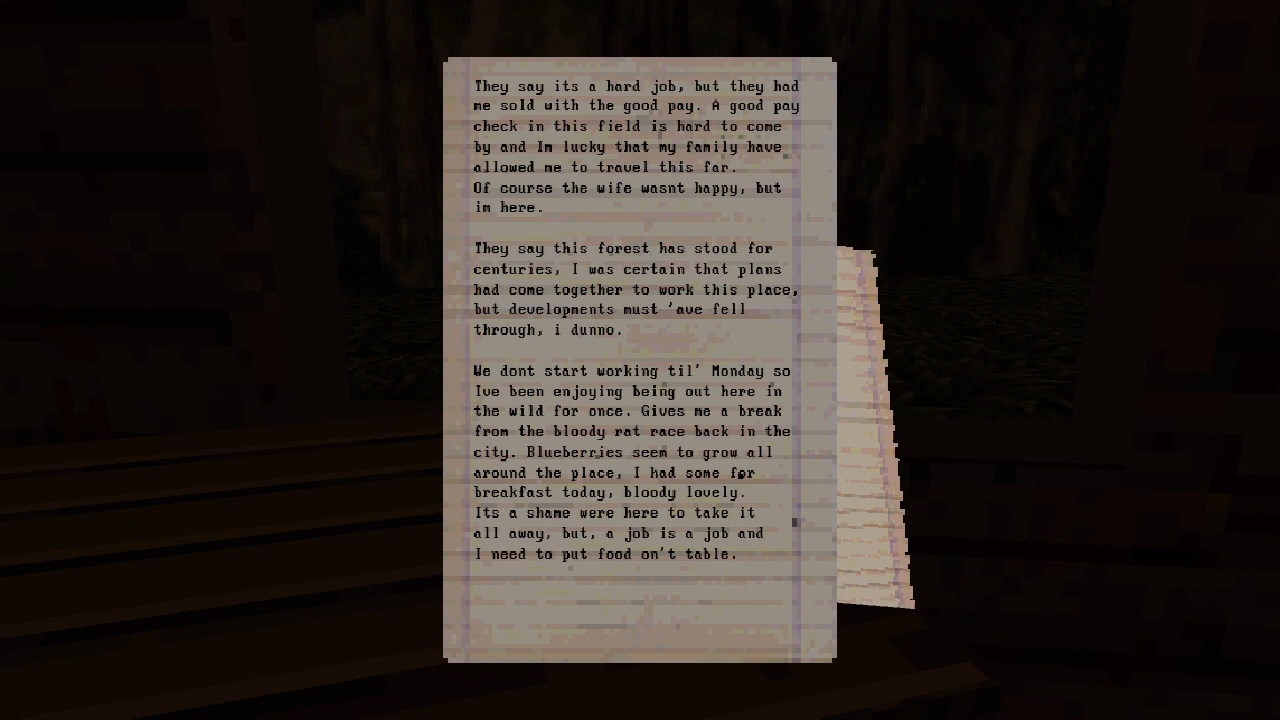 They say its a hard job, but they had
me sold with the good pay. A good pay
check in this field is hard to come
by and Im lucky that my family have
allowed me to travel this far.
Of course the wife wasnt happy, but
im here.
They say this forest has stood for
centuries, I was certain that plans
had come together to work this place,
but developments must 'ave fell
through, i dunno.
We dont start working til' Monday so
Ive been enjoying being out here in
the wild for once. Gives me a break
from the bloody rat race back in the
city. Blueberries seem to grow all
around the place, I had some for
breakfast today, bloody lovely.
Its a shame were here to take it
all away, but, a job is a job and
I need to put food on't table.